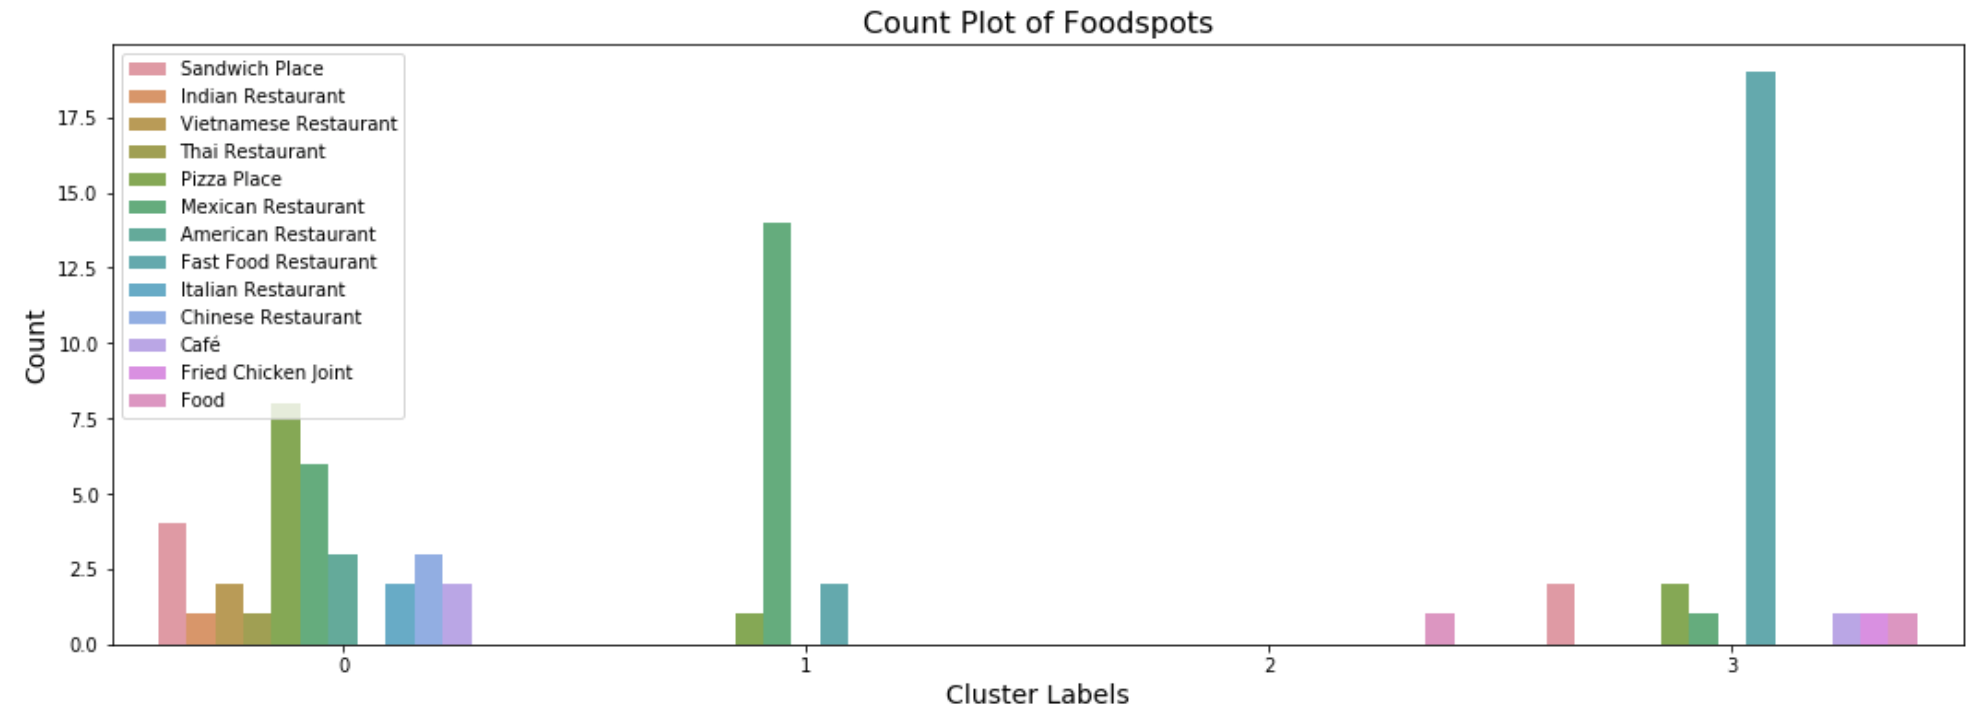 Count Plot of Foodspots
Sandwich Place
Indian Restaurant
Vietnamese Restaurant
Thai Restaurant
Pizza Place
Mexican Restaurant
American Restaurant
Fast Food Restaurant
Italian Restaurant
Chinese Restaurant
Café
Fried Chicken Joint
Food
17.5
15.0
12.5
10.0
7.5
5.0
2.5
0.0
Count
0 1 2 3
Cluster Labels